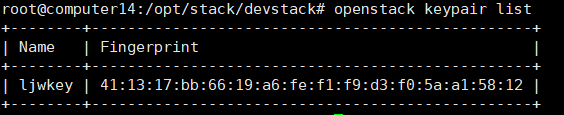 root@computer14:/opt/stack/devstack# openstack keypair list
+--------+-------------------------------------------------+
| Name | Fingerprint |
+--------+-------------------------------------------------+
| ljwkey | 41:13:17:bb:66:19:a6:fe:f1:f9:d3:f0:5a:a1:58:12 |
+--------+-------------------------------------------------+